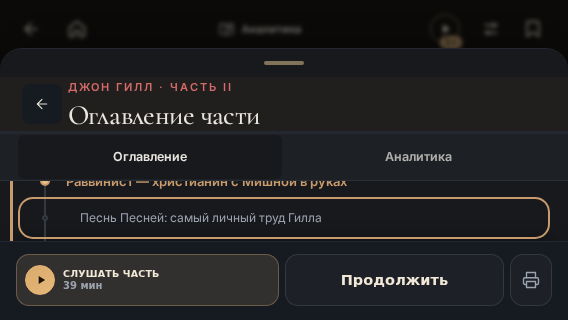 Аналитика
ДЖОН ГИЛЛ · ЧАСТЬ II
Оглавление части
Оглавление
Аналитика
Раввинист — христианин с Мишной в руках
Песнь Песней: самый личный труд Гилла
СЛУШАТЬ ЧАСТЬ
39 мин
Продолжить